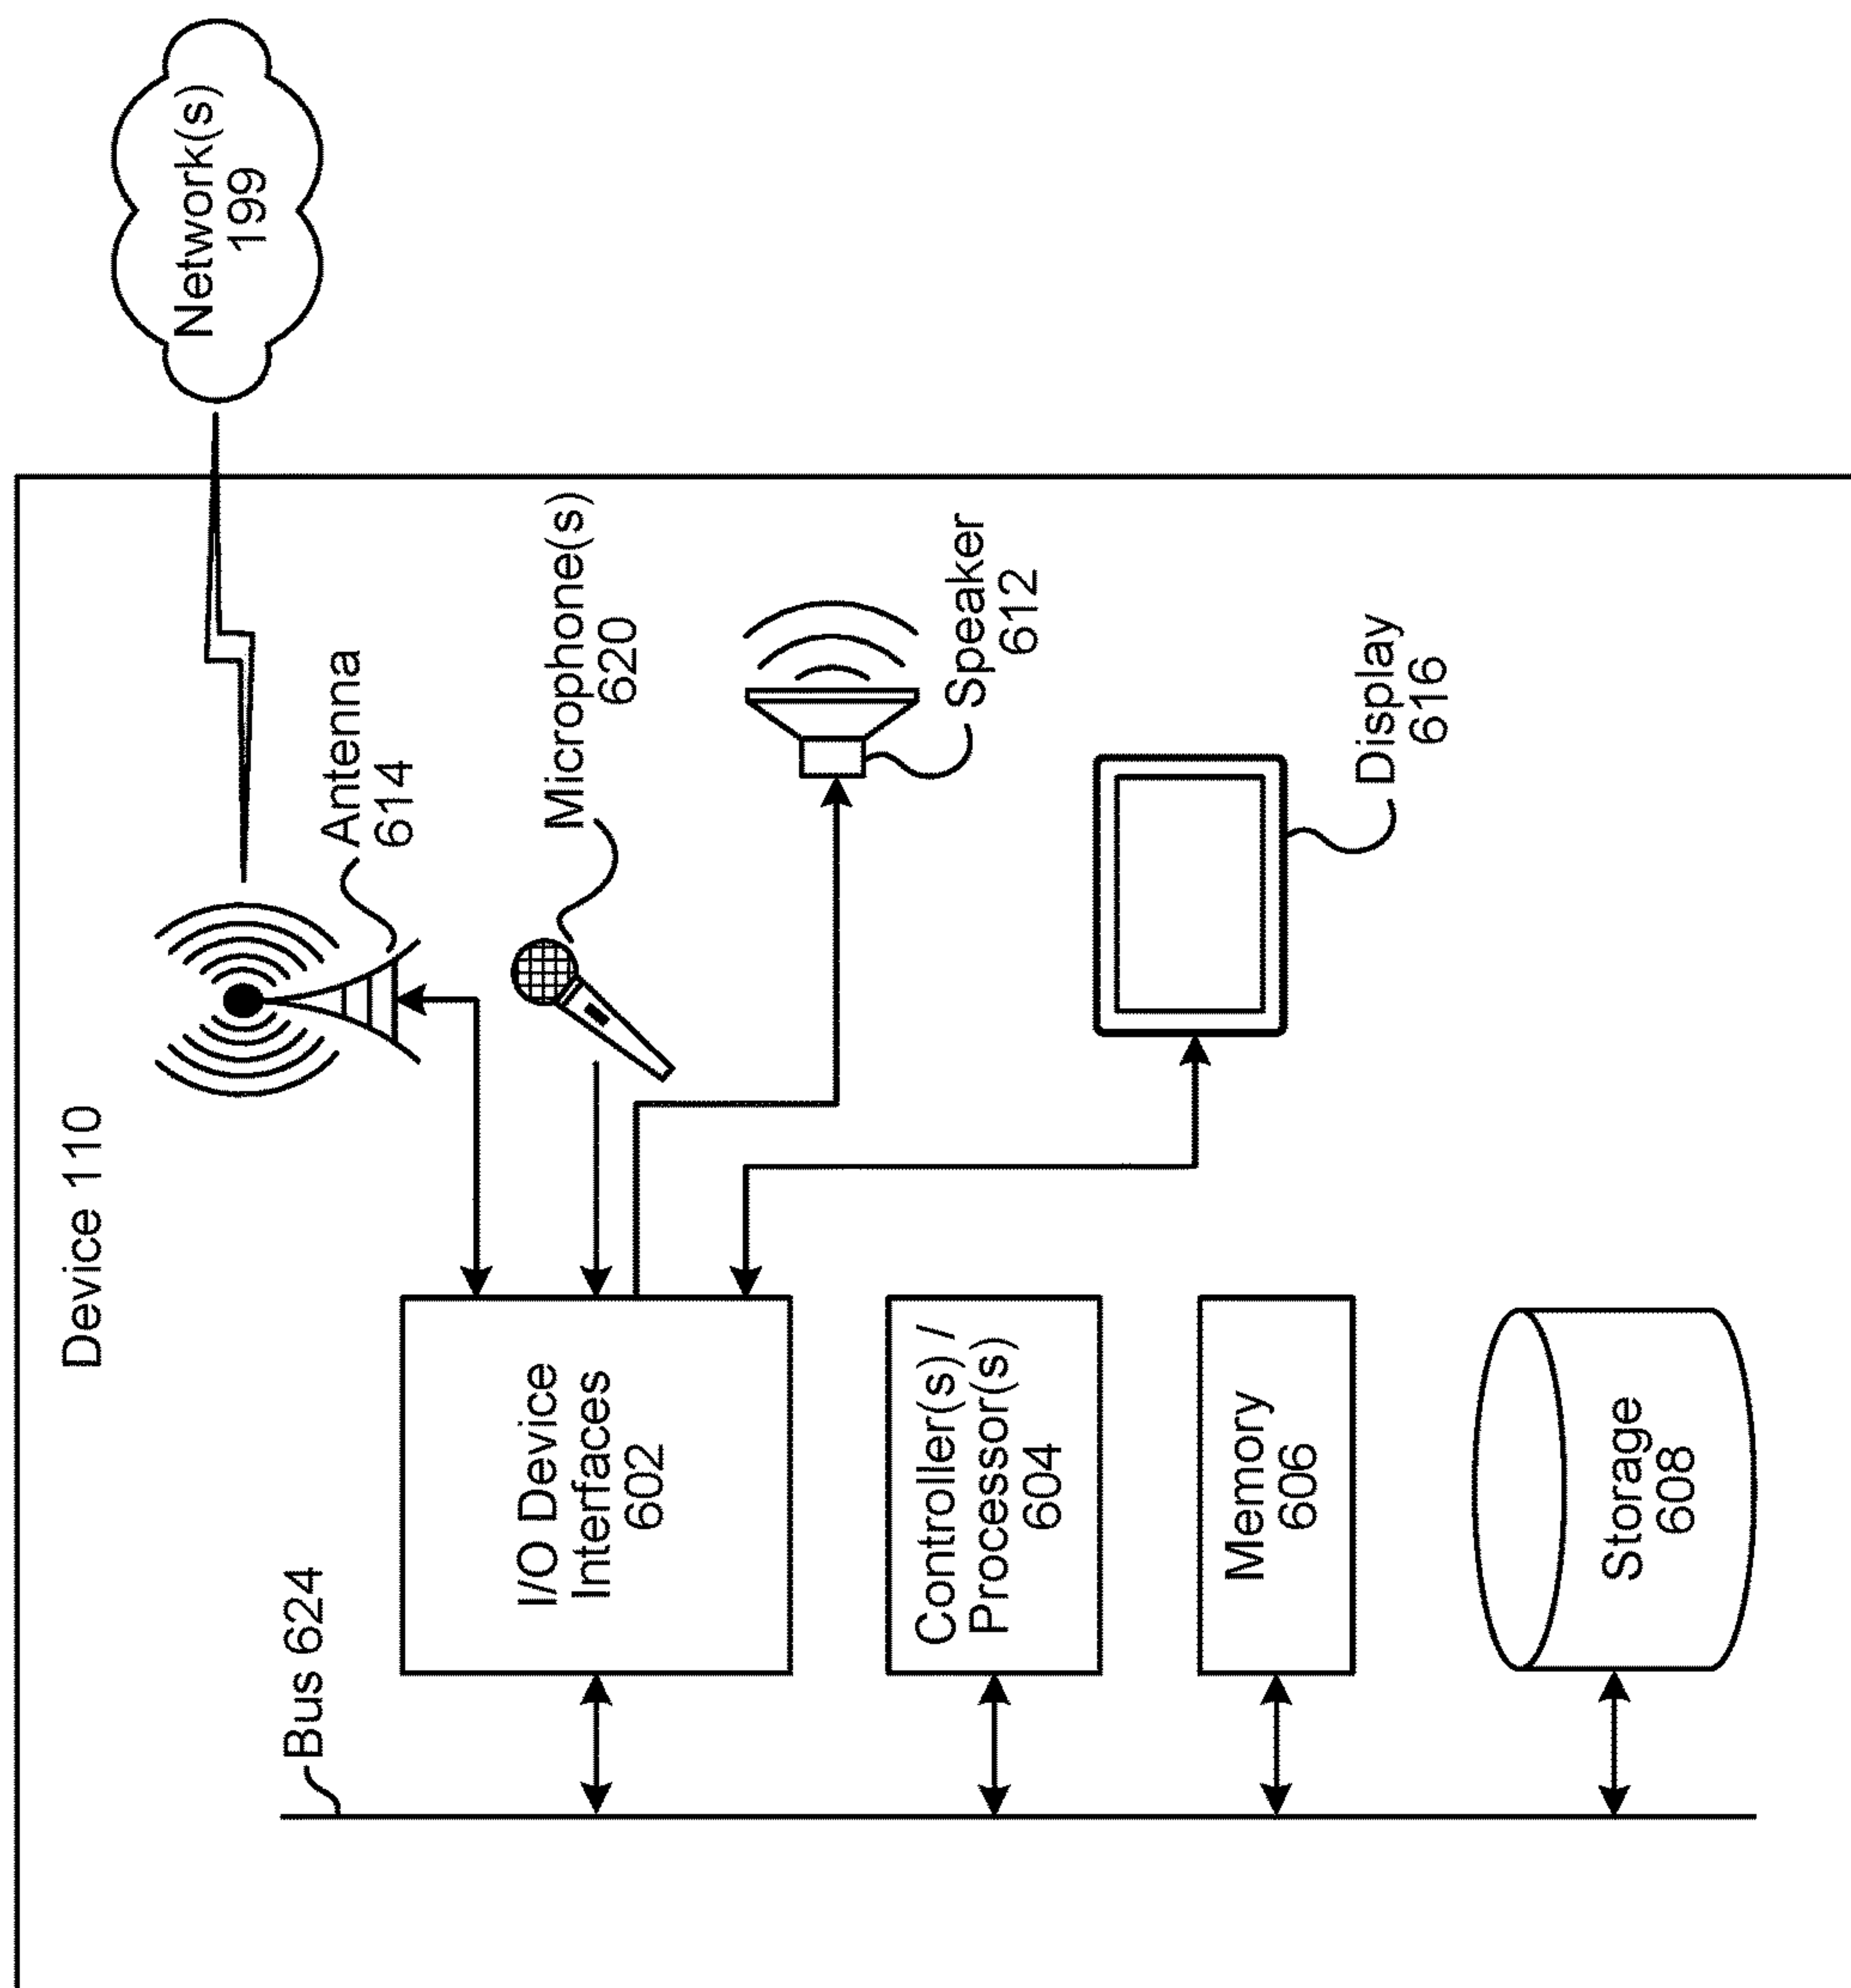 Device 110
Network(s)
199
Antenna
614
Microphone(s)
620
Speaker
612
Display
616
Bus 624
I/O Device
Interfaces
602
Controller(s) /
Processor(s)
604
Memory
606
Storage
608